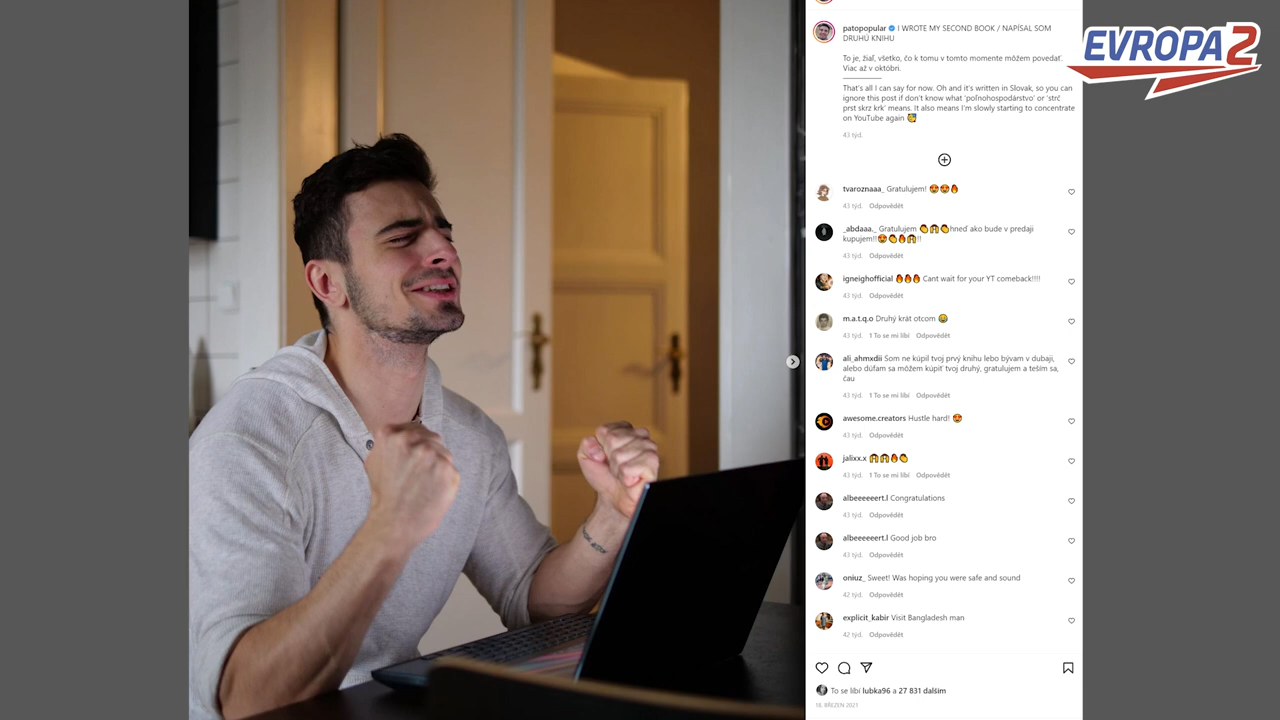 EVROPA 2
patopopular I WROTE MY SECOND BOOK / NAPÍSAL SOM
DRUHÚ KNIHU
To je, žiaľ, všetko, čo k tomu v tomto momente môžem povedať.
Viac až v októbri.
That's all I can say for now. Oh and it's written in Slovak, so you can
ignore this post if don't know what 'poľnohospodárstvo' or 'strč
prst skrz krk' means. It also means I'm slowly starting to concentrate
on YouTube again
43 týd.
tvaroznaaa_ Gratulujem!
43 týd. Odpovědět
_abdaaa._ Gratulujem hneď ako bude v predaji
kupujem!! !!
43 týd. Odpovědět
igneighofficial Cant wait for your YT comeback!!!!
43 týd. Odpovědět
m.a.t.q.o Druhý krát otcom
43 týd. 1 To se mi líbí Odpovědět
ali_ahmxdii Som ne kúpil tvoj prvý knihu lebo bývam v dubaji,
alebo dúfam sa môžem kúpiť tvoj druhý, gratulujem a teším sa,
čau
43 týd. 1 To se mi líbí Odpovědět
awesome.creators Hustle hard!
43 týd. Odpovědět
jalixx.x
43 týd. 1 To se mi líbí Odpovědět
albeeeeeert.l Congratulations
43 týd. Odpovědět
albeeeeeert.l Good job bro
43 týd. Odpovědět
oniuz_ Sweet! Was hoping you were safe and sound
42 týd. Odpovědět
explicit_kabir Visit Bangladesh man
42 týd. Odpovědět
To se líbí lubka96 a 27 831 dalším
18. BŘEZEN 2021